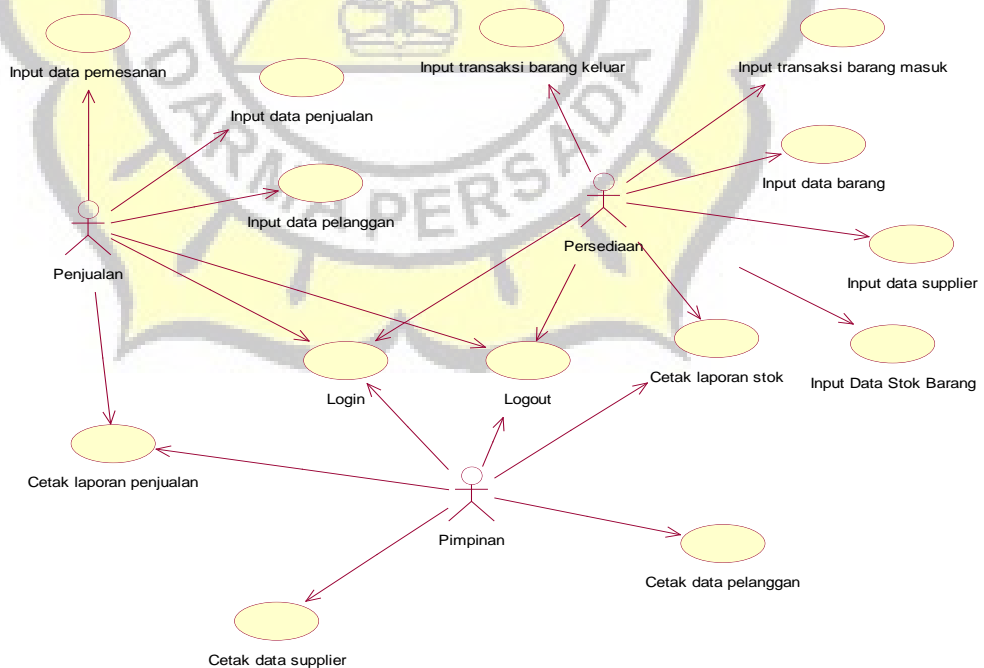 Input data pemesanan
Input transaksi barang keluar
Input transaksi barang masuk
Input data penjualan
Input data barang
Input data pelanggan
DARMA PERSADA
Penjualan
Persediaan
Input data supplier
Cetak laporan stok
Input Data Stok Barang
Login
Logout
Cetak laporan penjualan
Pimpinan
Cetak data pelanggan
Cetak data supplier